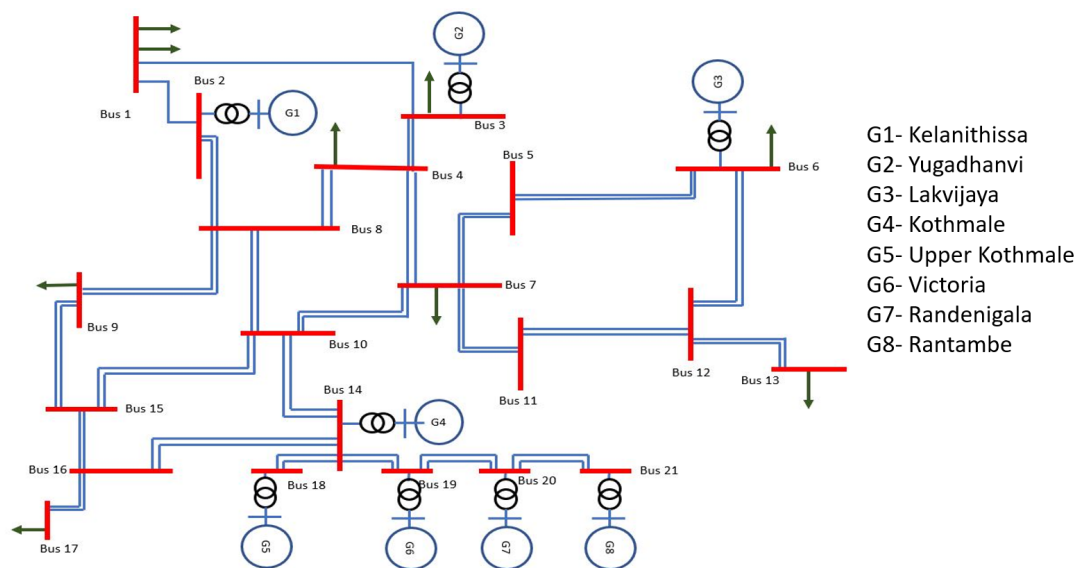 G2
Bus 2
G3
Bus 1
G1
Bus 3
G1- Kelanithissa
Bus 5
G2- Yugadhanvi
Bus 4
Bus 6
G3- Lakvijaya
G4- Kothmale
Bus 8
G5- Upper Kothmale
Bus 7
G6- Victoria
G7- Randenigala
Bus 9
Bus 10
G8- Rantambe
Bus 12
Bus 13
Bus 14
Bus 11
Bus 15
G4
Bus 16
Bus 18
Bus 19
Bus 20
Bus 21
Bus 17
G5
G6
G7
G8